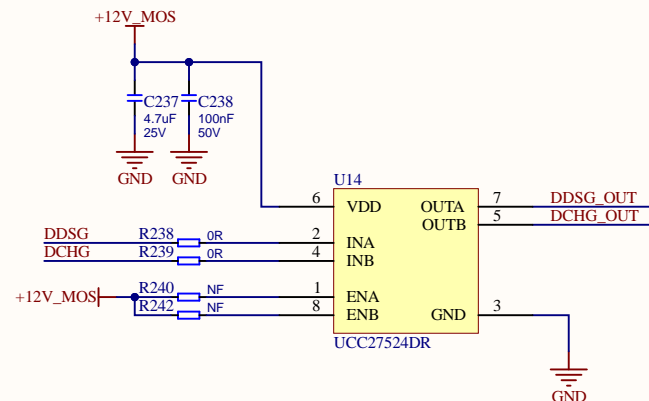 +12V_MOS
C237
4.7uF
25V
C238
100nF
50V
GND
GND
U14
6 VDD OUTA 7 DDSG_OUT
OUTB 5 DCHG_OUT
DDSG R238 0R 2 INA
DCHG R239 0R 4 INB
+12V_MOS R240 NF 1 ENA
R242 NF 8 ENB GND 3
UCC27524DR
GND